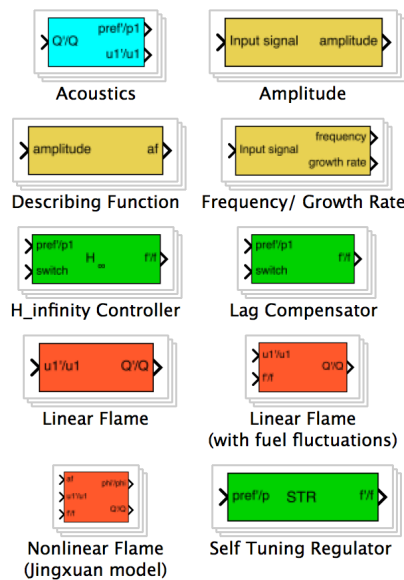 Q'/Q
pref'/p1
u1'/u1
Acoustics
Input signal
amplitude
Amplitude
amplitude
af
Describing Function
Input signal
frequency
growth rate
Frequency/ Growth Rate
pref'/p1
switch
H ∞
f'/f
H_infinity Controller
pref'/p1
switch
f'/f
Lag Compensator
u1'/u1
Q'/Q
Linear Flame
u1'/u1
f'/f
Q'/Q
Linear Flame
(with fuel fluctuations)
af
u1'/u1
f'/f
phi'/phi
Q'/Q
Nonlinear Flame
(Jingxuan model)
pref'/p
STR
f'/f
Self Tuning Regulator